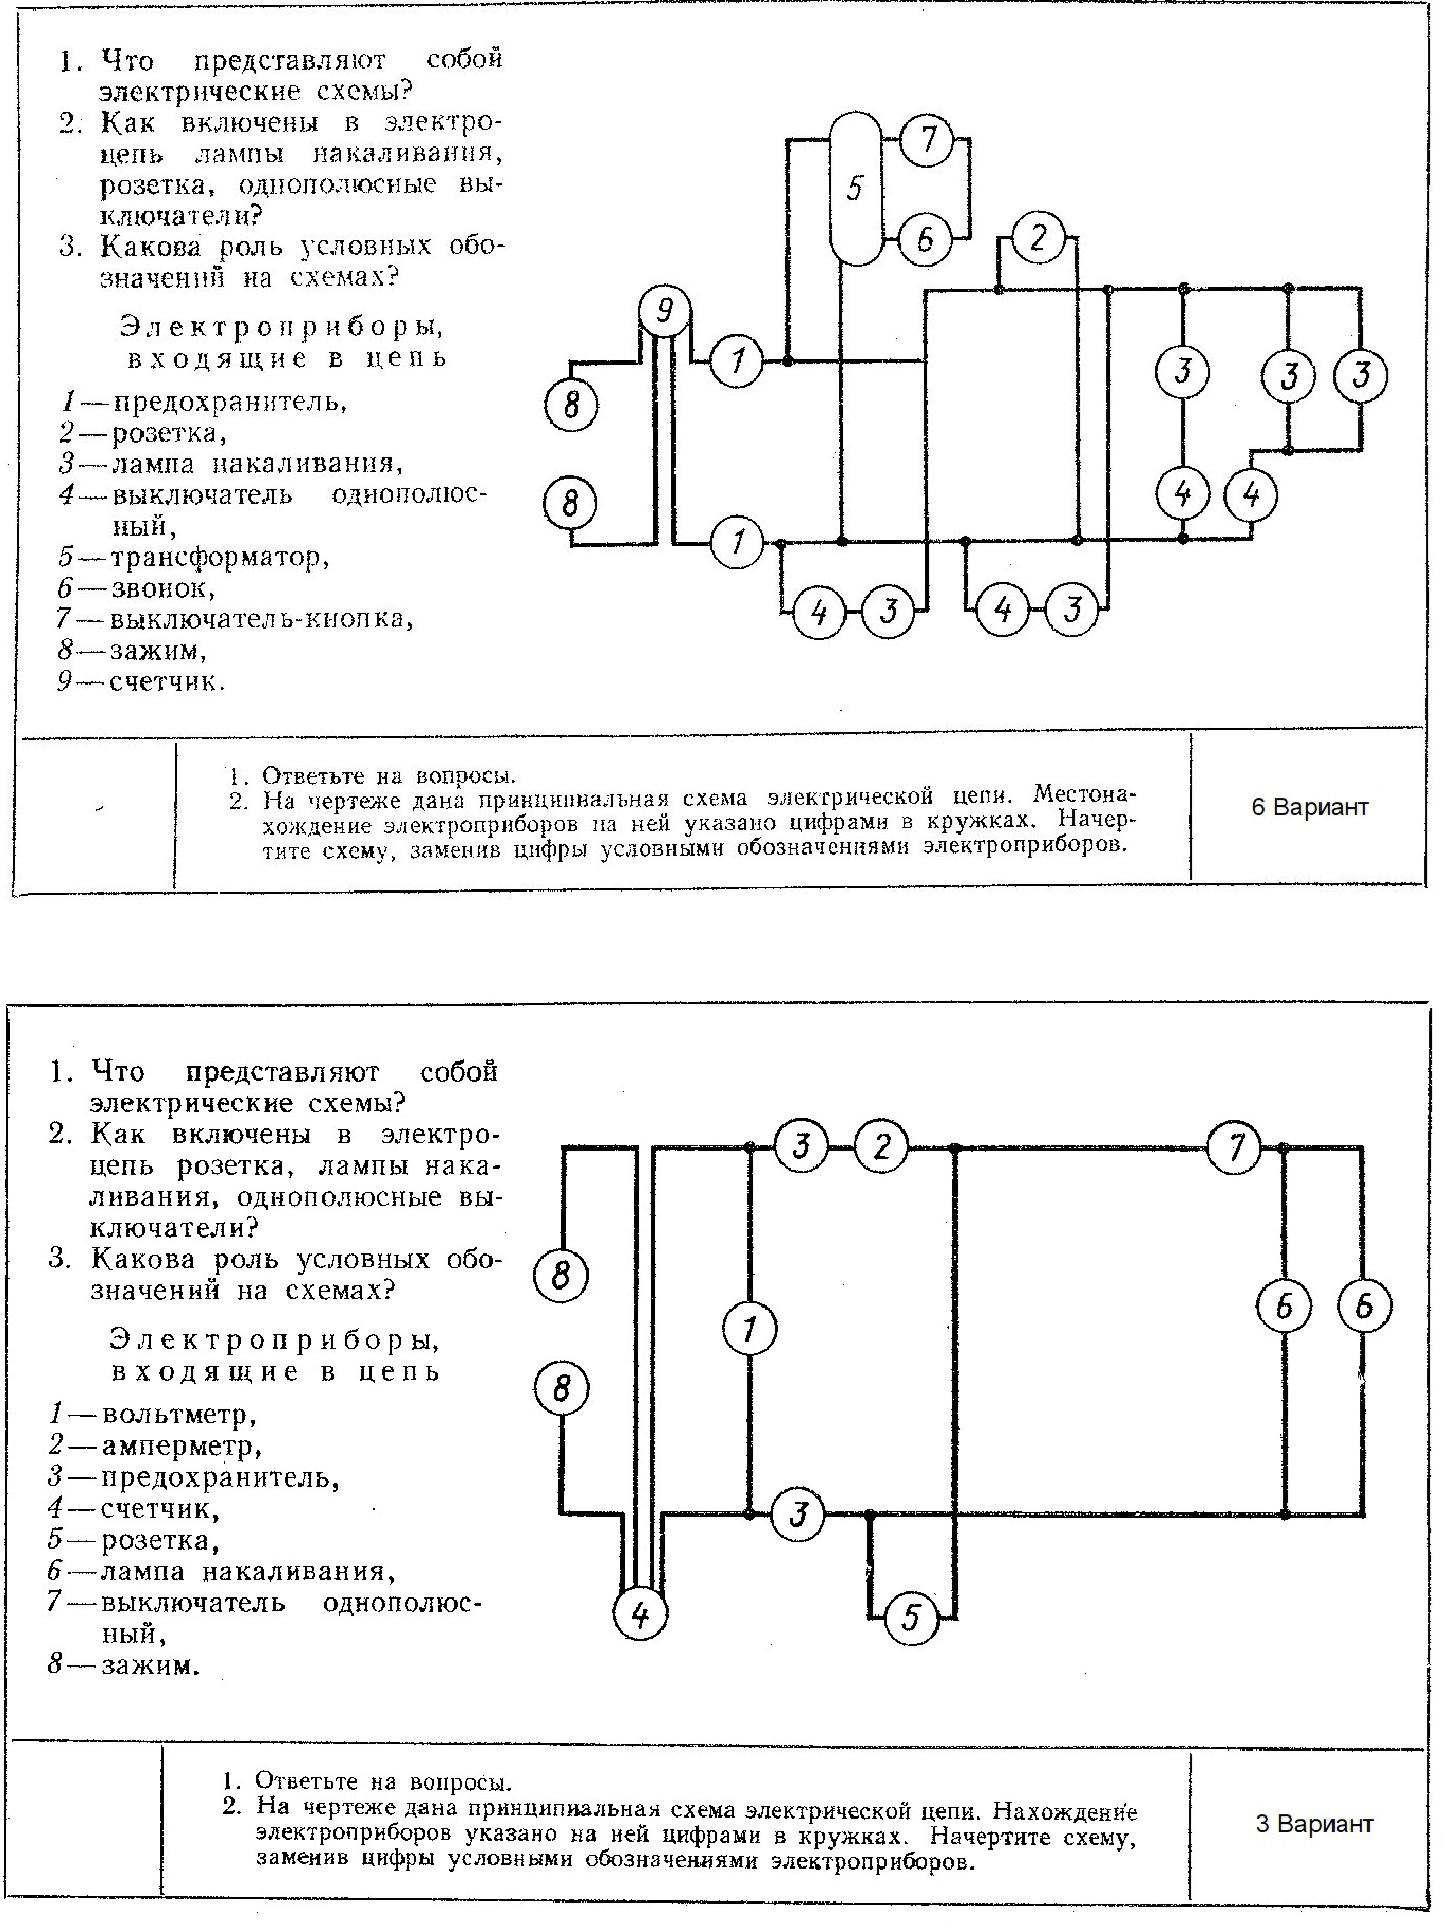 1. Что представляют собой
электрические схемы?
2. Как включены в электро-
цепь лампы накаливания,
розетка, однополюсные вы-
ключатели?
3. Какова роль условных обо-
значений на схемах?
Электроприборы,
входящие в цепь
1—предохранитель,
2—розетка,
3—лампа накаливания,
4—выключатель однополюс-
ный,
5—трансформатор,
6—звонок,
7—выключатель-кнопка,
8—зажим,
9—счетчик.
7
5
6
2
9
1
8
3
3
3
8
4
4
1
4
3
4
3
1. Ответьте на вопросы.
2. На чертеже дана принципиальная схема электрической цепи. Местона-
хождение электроприборов на ней указано цифрами в кружках. Начер-
тите схему, заменив цифры условными обозначениями электроприборов.
6 Вариант
1. Что представляют собой
электрические схемы?
2. Как включены в электро-
цепь розетка, лампы нака-
ливания, однополюсные вы-
ключатели?
3. Какова роль условных обо-
значений на схемах?
Электроприборы,
входящие в цепь
1—вольтметр,
2—амперметр,
3—предохранитель,
4—счетчик,
5—розетка,
6—лампа накаливания,
7—выключатель однополюс-
ный,
8—зажим.
3
2
7
8
1
6
6
8
3
4
5
1. Ответьте на вопросы.
2. На чертеже дана принципиальная схема электрической цепи. Нахождение
электроприборов указано на ней цифрами в кружках. Начертите схему,
заменив цифры условными обозначениями электроприборов.
3 Вариант